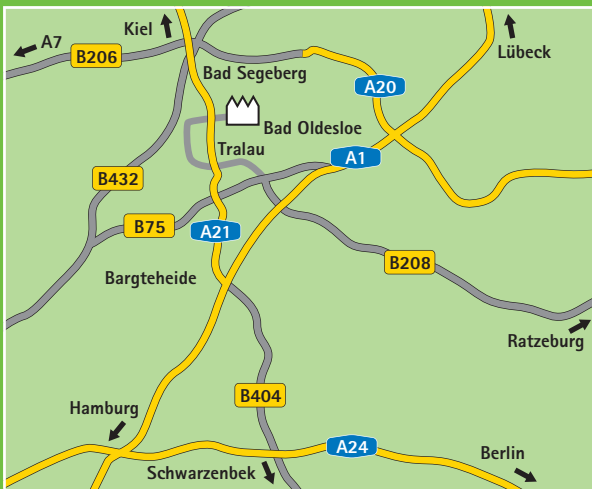 Kiel
A7
Lübeck
B206
Bad Segeberg
A20
Bad Oldesloe
Tralau
A1
B432
B75
A21
B208
Bargteheide
Ratzeburg
B404
Hamburg
A24
Berlin
Schwarzenbek